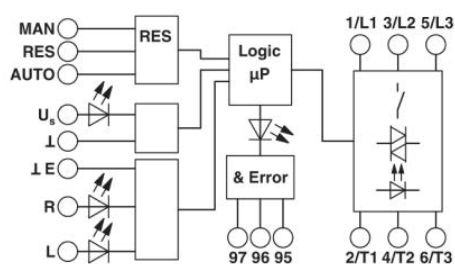 MAN
RES
AUTO
RES
Us
⊥
⊥ E
R
L
Logic
µP
& Error
97 96 95
1/L1 3/L2 5/L3
2/T1 4/T2 6/T3